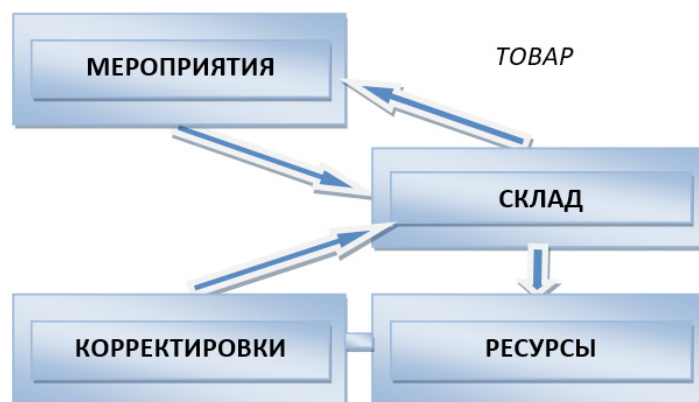 МЕРОПРИЯТИЯ
ТОВАР
СКЛАД
КОРРЕКТИРОВКИ
РЕСУРСЫ